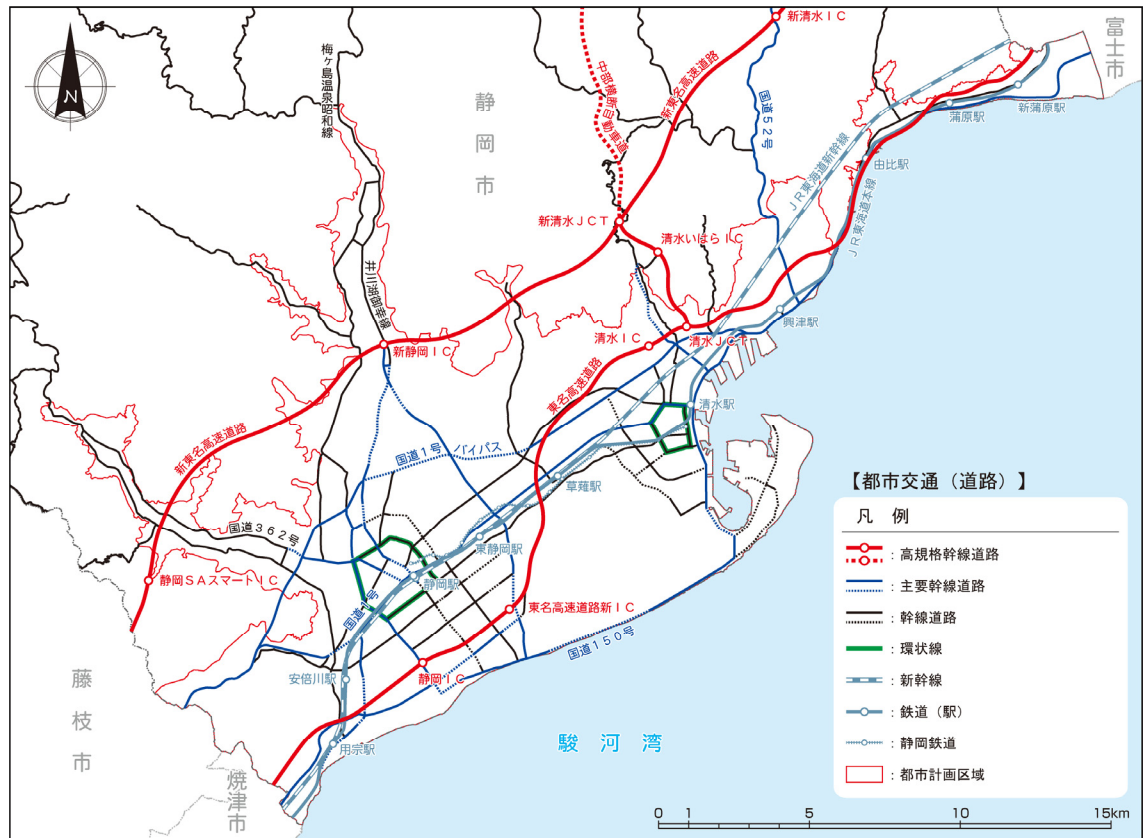 新清水ＩＣ
富士市
梅ヶ島温泉昭和線
中部横断自動車道
新東名高速道路
国道５２号
静岡市
N
新蒲原駅
蒲原駅
由比駅
ＪＲ東海道新幹線
ＪＲ東海道本線
新清水ＪＣＴ
清水いはらＩＣ
井川湖御幸線
興津駅
清水ＩＣ
清水ＪＣＴ
新静岡ＩＣ
東名高速道路
清水駅
新東名高速道路
国道１号 バイパス
草薙駅
国道３６２号
東静岡駅
静岡駅
静岡ＳＡスマートＩＣ
国道１号
東名高速道路新ＩＣ
国道１５０号
静岡ＩＣ
安倍川駅
藤枝市
用宗駅
駿河湾
焼津市
【都市交通（道路）】
凡 例
：高規格幹線道路
：主要幹線道路
：幹線道路
：環状線
：新幹線
：鉄道（駅）
：静岡鉄道
：都市計画区域
0 1 5 10 15km